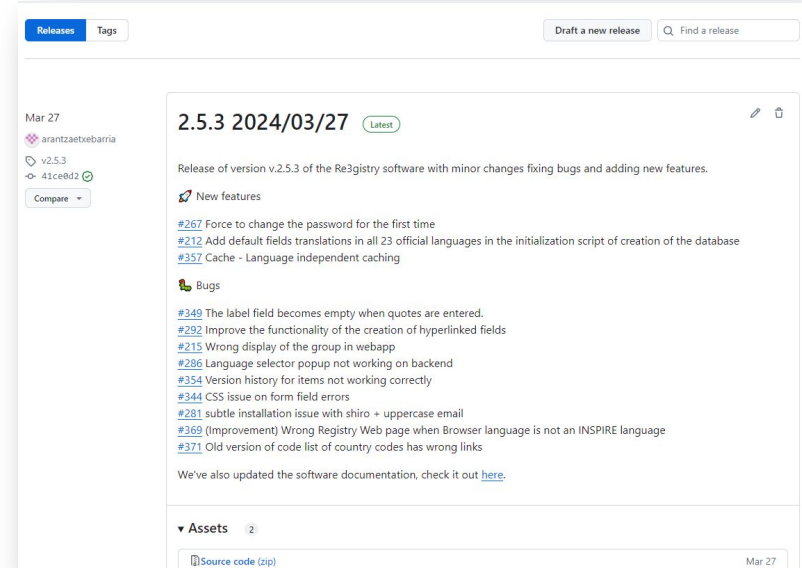 Releases
Tags
Draft a new release
Find a release
Mar 27
arantzaetxebarria
v2.5.3
41ce0d2
Compare
2.5.3 2024/03/27
Latest
Release of version v.2.5.3 of the Re3gistry software with minor changes fixing bugs and adding new features.
🚀 New features
#267 Force to change the password for the first time
#212 Add default fields translations in all 23 official languages in the initialization script of creation of the database
#357 Cache - Language independent caching
🐛 Bugs
#349 The label field becomes empty when quotes are entered.
#292 Improve the functionality of the creation of hyperlinked fields
#215 Wrong display of the group in webapp
#286 Language selector popup not working on backend
#354 Version history for items not working correctly
#344 CSS issue on form field errors
#281 subtle installation issue with shiro + uppercase email
#369 (Improvement) Wrong Registry Web page when Browser language is not an INSPIRE language
#371 Old version of code list of country codes has wrong links
We've also updated the software documentation, check it out here.
Assets 2
Source code (zip)
Mar 27